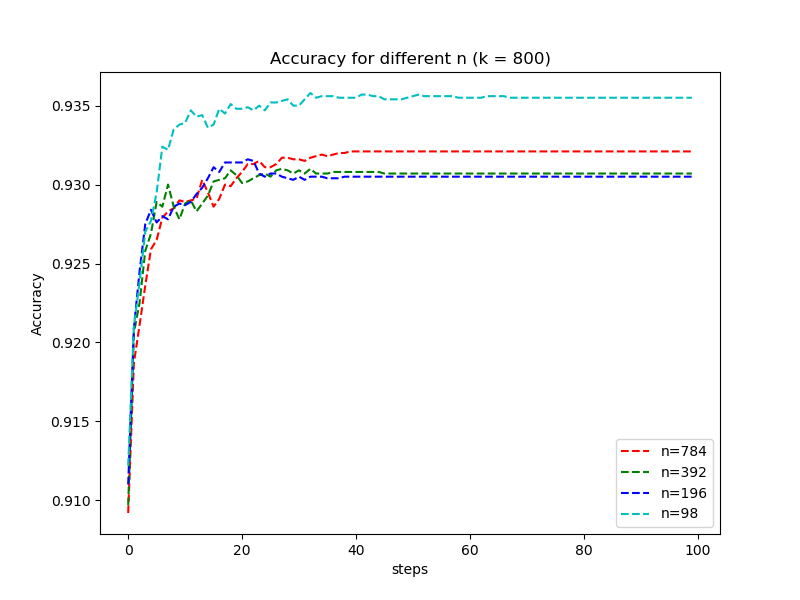 Accuracy for different n (k = 800)
Accuracy
0.935
0.930
0.925
0.920
0.915
0.910
0 20 40 60 80 100
steps
n=784
n=392
n=196
n=98